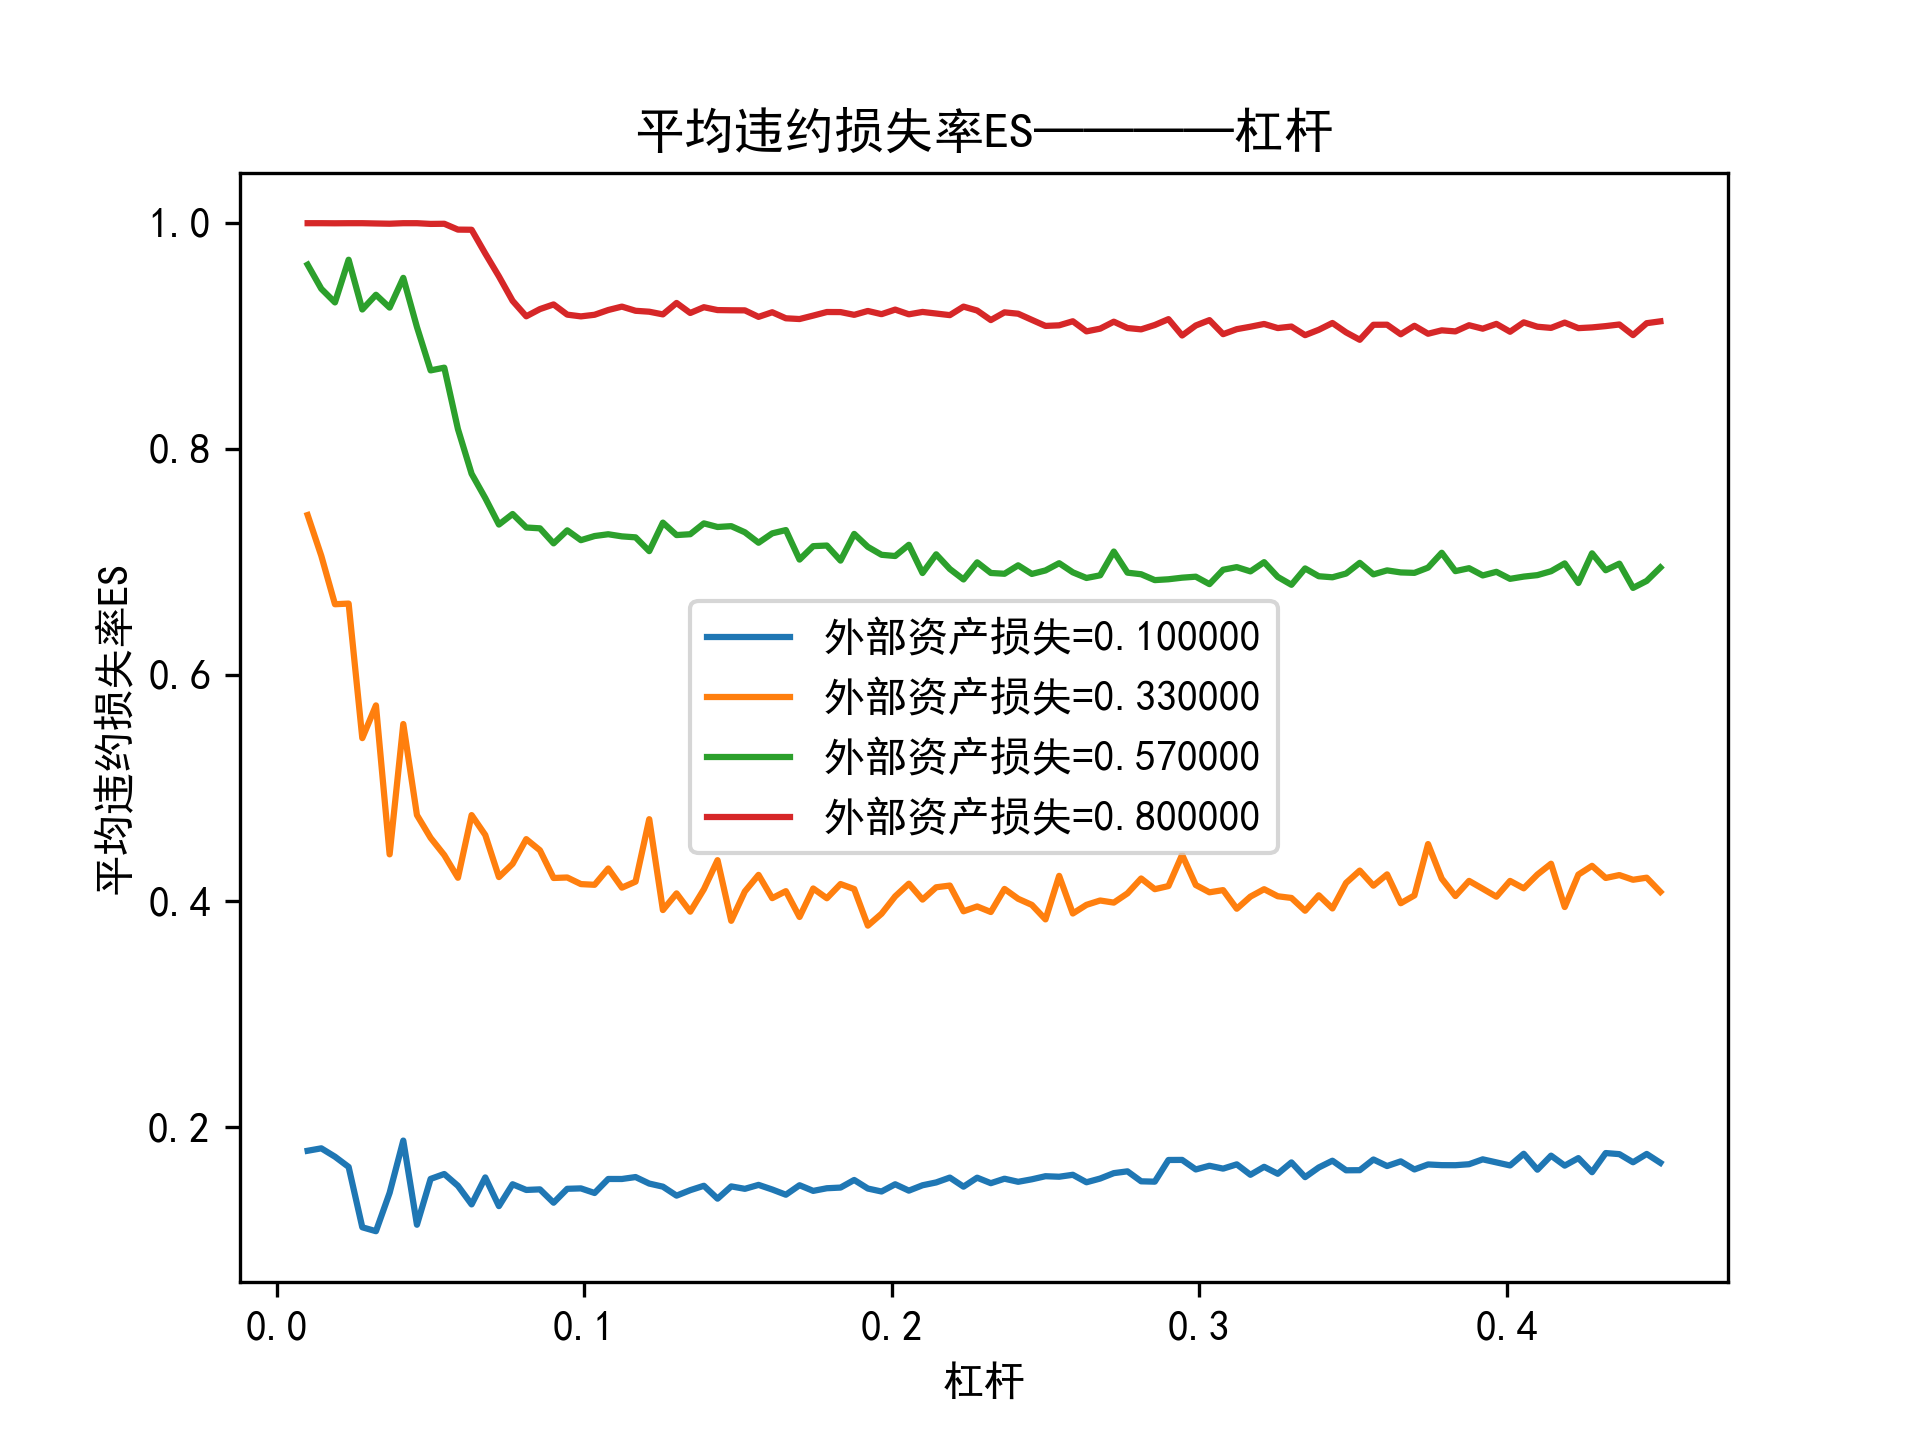 平均违约损失率ES————杠杆
平均违约损失率ES
1.0
0.8
0.6
0.4
0.2
外部资产损失=0.100000
外部资产损失=0.330000
外部资产损失=0.570000
外部资产损失=0.800000
0.0 0.1 0.2 0.3 0.4
杠杆